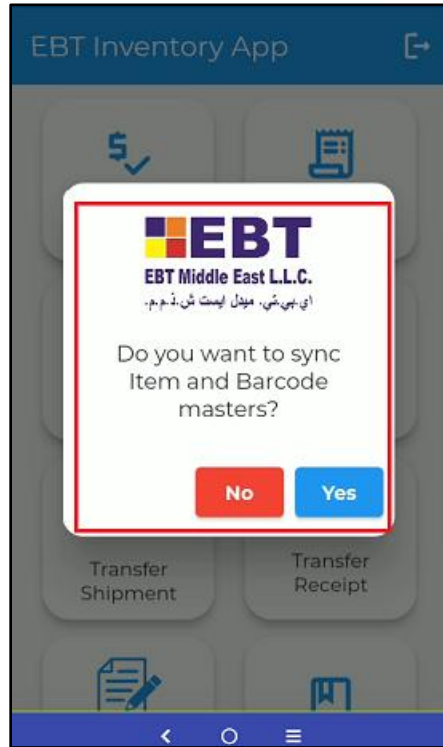 EBT Inventory App
EBT
EBT Middle East L.L.C.
اي.بي.تي. ميدل ايست ش.ذ.م.م.
Do you want to sync
Item and Barcode
masters?
No
Yes
Transfer
Shipment
Transfer
Receipt